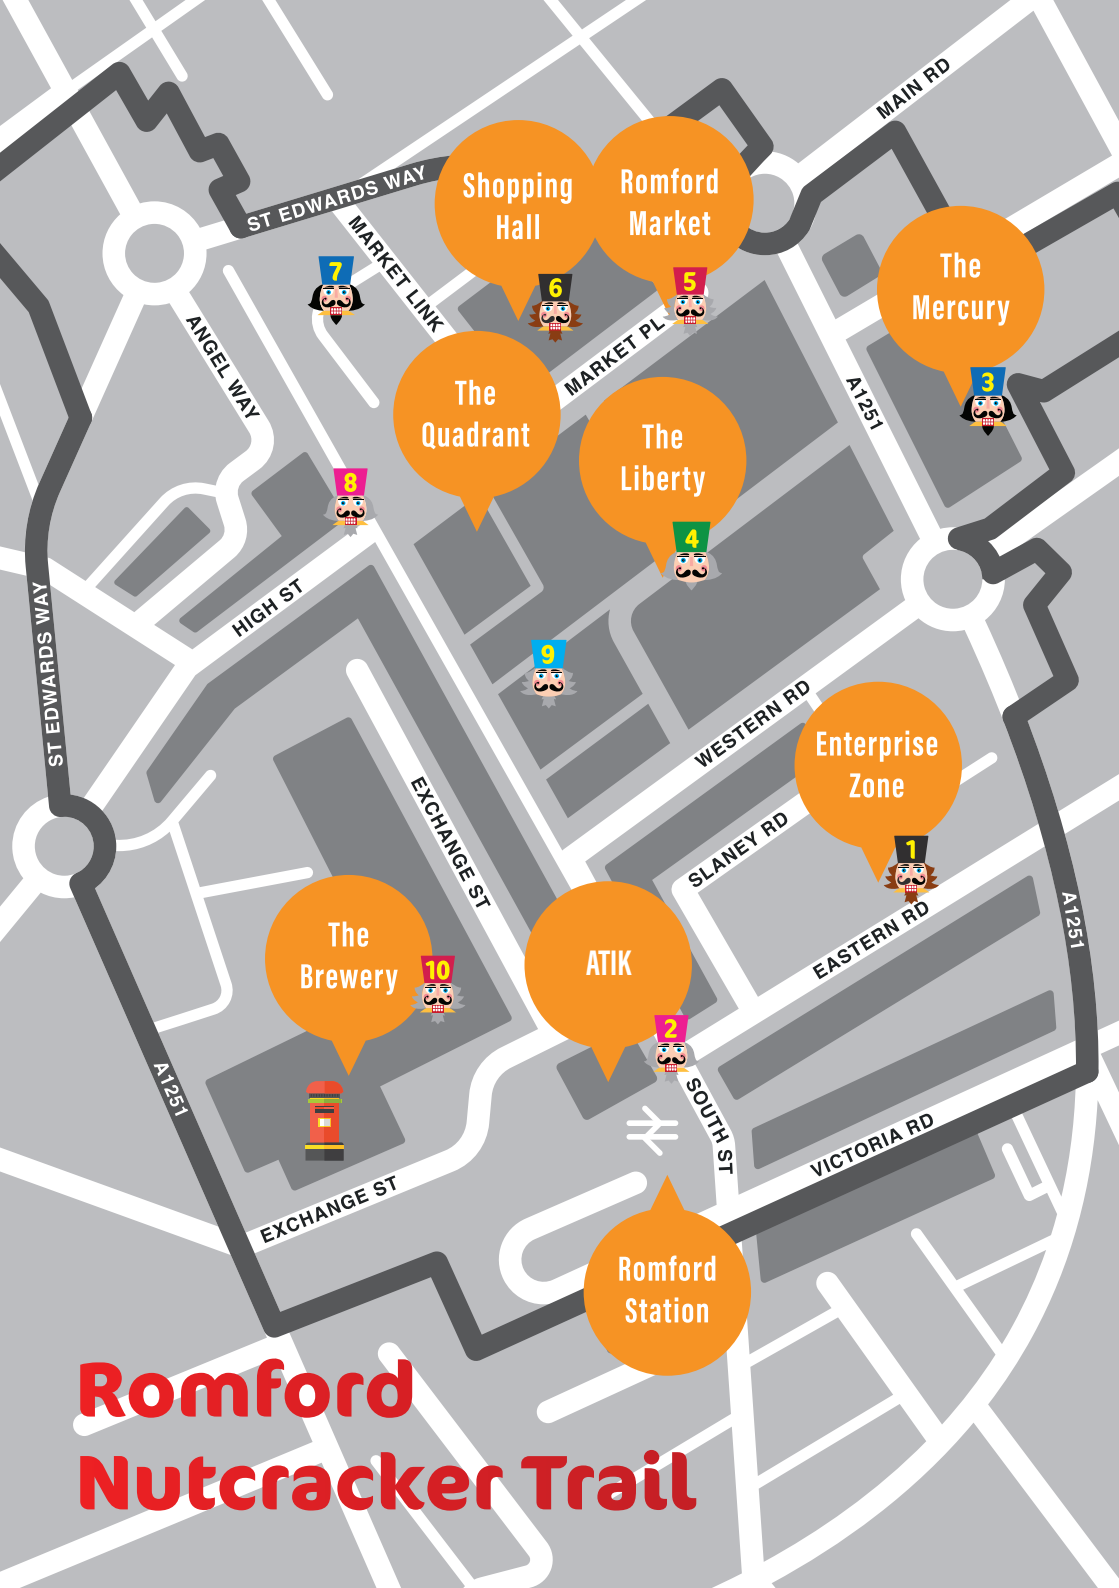 MAIN RD
ST EDWARDS WAY
Shopping
Hall
Romford
Market
MARKET LINK
7
6
5
The
Mercury
ANGEL WAY
MARKET PL
3
A1251
The
Quadrant
The
Liberty
8
4
HIGH ST
ST EDWARDS WAY
9
WESTERN RD
Enterprise
Zone
EXCHANGE ST
SLANEY RD
1
EASTERN RD
A1251
The
Brewery
10
ATIK
2
A1251
SOUTH ST
VICTORIA RD
EXCHANGE ST
Romford
Station
Romford
Nutcracker Trail